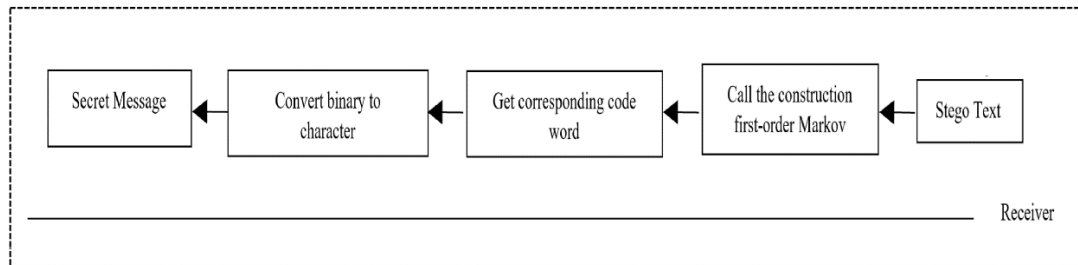 Secret Message
Convert binary to
character
Get corresponding code
word
Call the construction
first-order Markov
Stego Text
Receiver